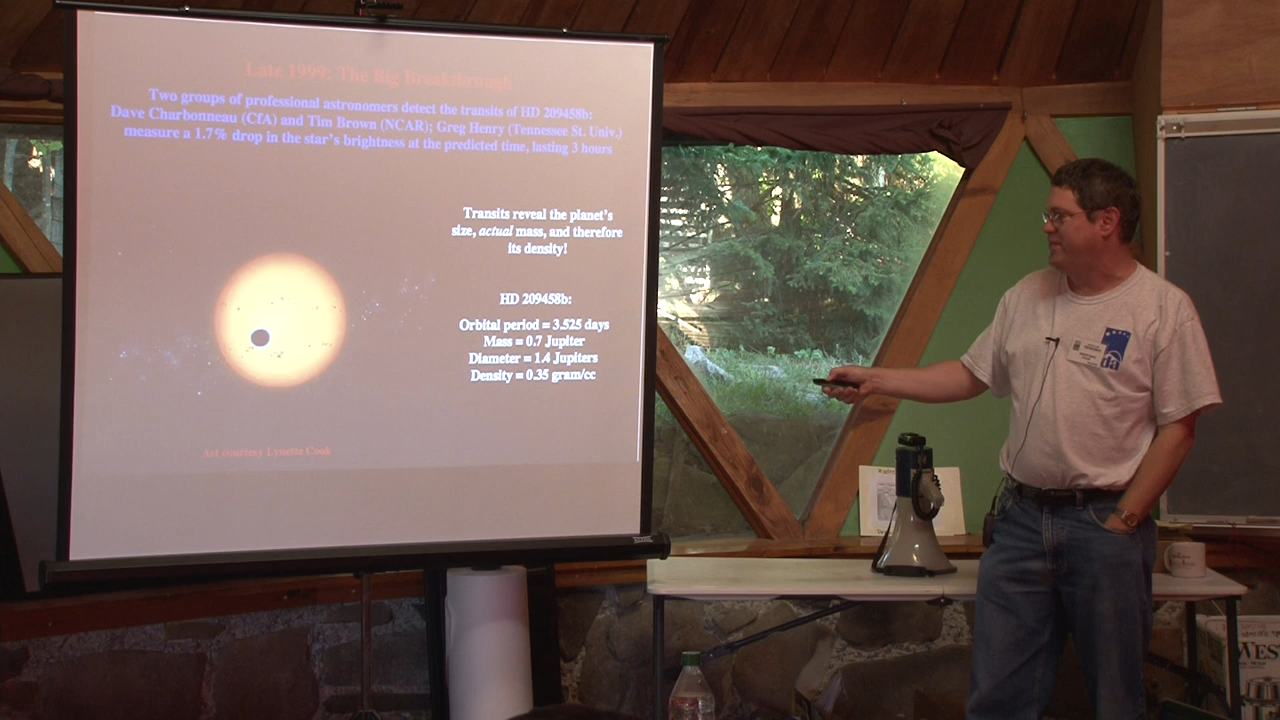 Late 1999: The Big Breakthrough
Two groups of professional astronomers detect the transits of HD 209458b:
Dave Charbonneau (CfA) and Tim Brown (NCAR); Greg Henry (Tennessee St. Univ.)
measure a 1.7% drop in the star's brightness at the predicted time, lasting 3 hours
Transits reveal the planet's
size, actual mass, and therefore
its density!
HD 209458b:
Orbital period = 3.525 days
Mass = 0.7 Jupiter
Diameter = 1.4 Jupiters
Density = 0.35 gram/cc
Art courtesy Lynette Cook
da
WES